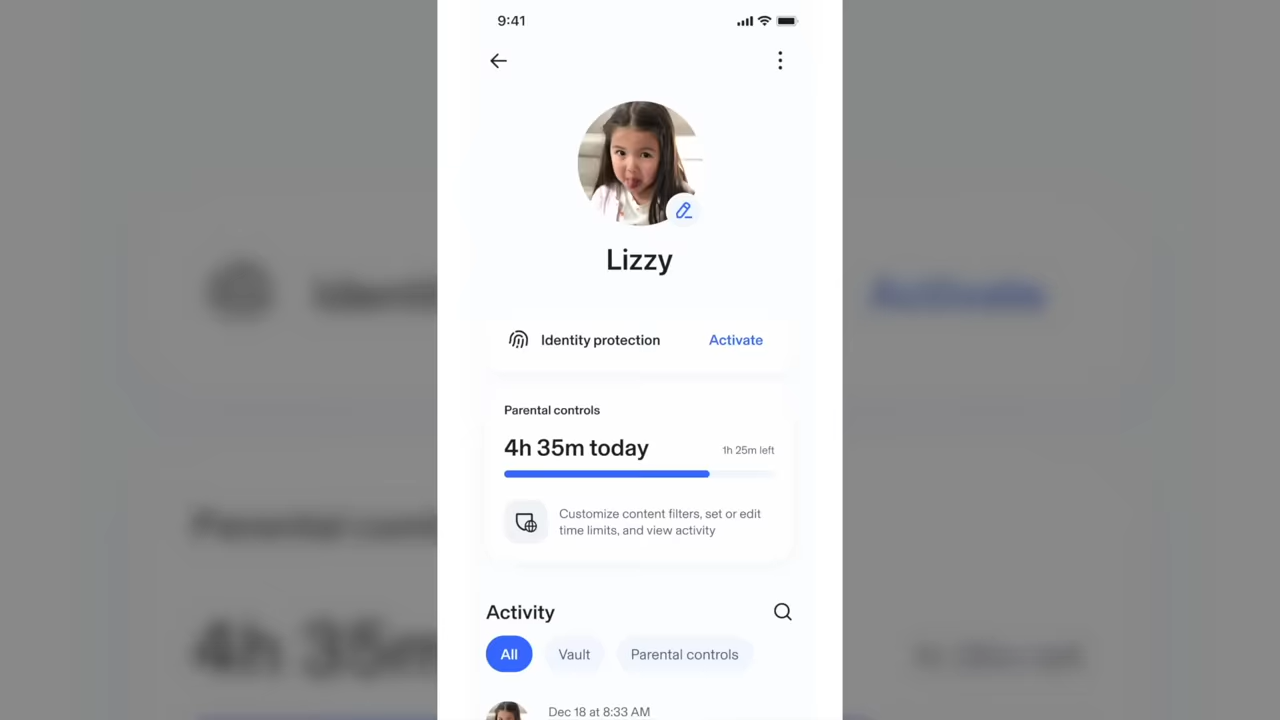 9:41
Lizzy
Identity protection
Activate
Parental controls
4h 35m today
1h 25m left
Customize content filters, set or edit
time limits, and view activity
Activity
All
Vault
Parental controls
Dec 18 at 8:33 AM